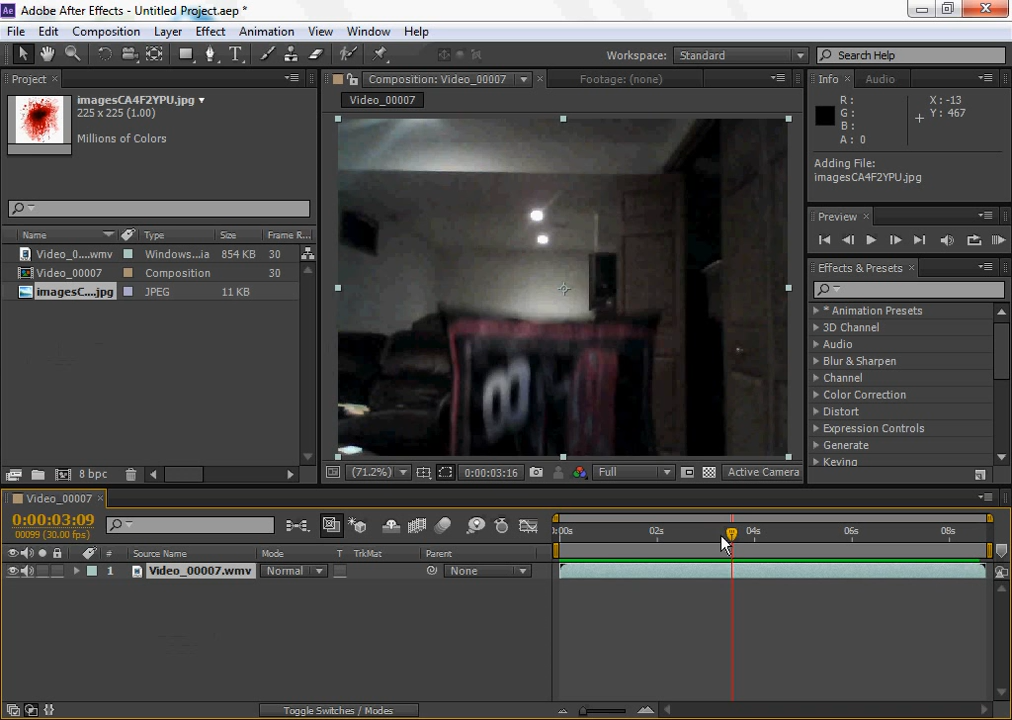 Adobe After Effects - Untitled Project.aep *
File Edit Composition Layer Effect Animation View Window Help
Workspace: Standard Search Help
Project
imagesCA4F2YPU.jpg
225 x 225 (1.00)
Millions of Colors
Name Type Size Frame R...
Video_0....wmv Windows...ia 854 KB 30
Video_00007 Composition 30
imagesC....jpg JPEG 11 KB
8 bpc
Composition: Video_00007 Footage: (none)
Video_00007
(71.2%) 0:00:03:16 Full Active Camera
Info Audio
R: X: -13
G: Y: 467
B:
A: 0
Adding File:
imagesCA4F2YPU.jpg
Preview
Effects & Presets
* Animation Presets
3D Channel
Audio
Blur & Sharpen
Channel
Color Correction
Distort
Expression Controls
Generate
Keying
Video_00007
0:00:03:09
00099 (30.00 fps)
:00s 02s 04s 06s 08s
# Source Name Mode T TrkMat Parent
1 Video_00007.wmv Normal None
Toggle Switches / Modes